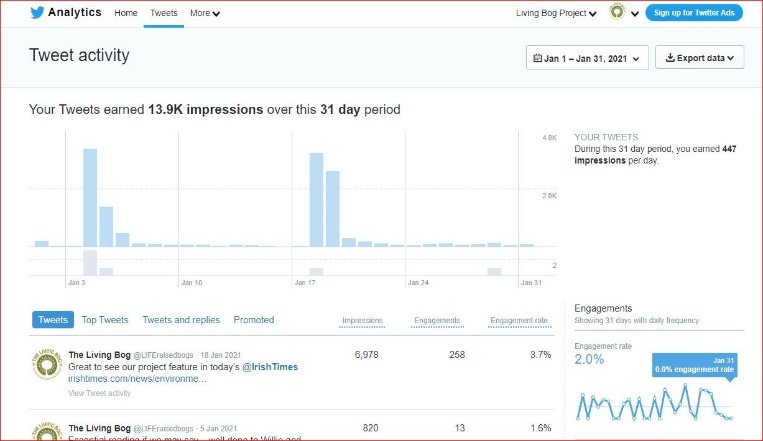 Analytics Home Tweets More Living Bog Project Sign up for Twitter Ads
Tweet activity
Jan 1 – Jan 31, 2021 Export data
Your Tweets earned 13.9K impressions over this 31 day period
YOUR TWEETS
During this 31 day period, you earned 447
impressions per day.
4.0K
2.0K
2
Jan 3 Jan 10 Jan 17 Jan 24 Jan 31
Tweets Top Tweets Tweets and replies Promoted Impressions Engagements Engagement rate
The Living Bog @LIFEraisedbogs · 18 Jan 2021
Great to see our project feature in today's @IrishTimes
irishtimes.com/news/environme…
View Tweet activity
6,978 258 3.7%
The Living Bog @LIFEraisedbogs · 5 Jan 2021
Essential reading if we may say - well done to Willie and
820 13 1.6%
Engagements
Showing 31 days with daily frequency
Engagement rate
2.0%
Jan 31
0.0% engagement rate